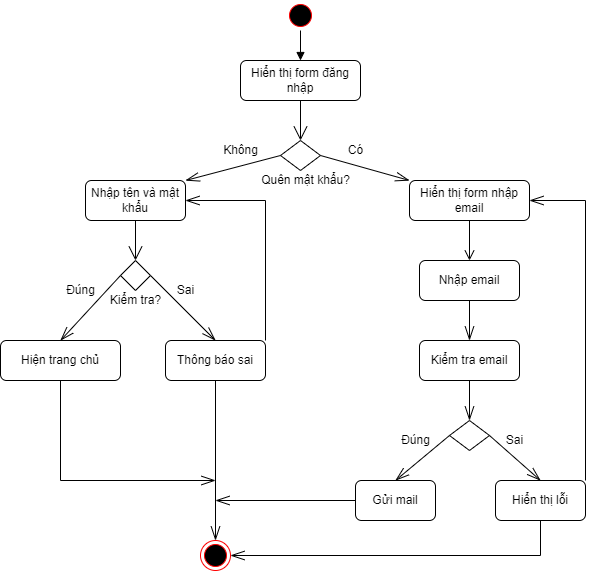 Hiển thị form đăng
nhập
Không
Có
Quên mật khẩu?
Nhập tên và mật
khẩu
Hiển thị form nhập
email
Nhập email
Đúng
Sai
Kiểm tra?
Hiện trang chủ
Thông báo sai
Kiểm tra email
Đúng
Sai
Gửi mail
Hiển thị lỗi